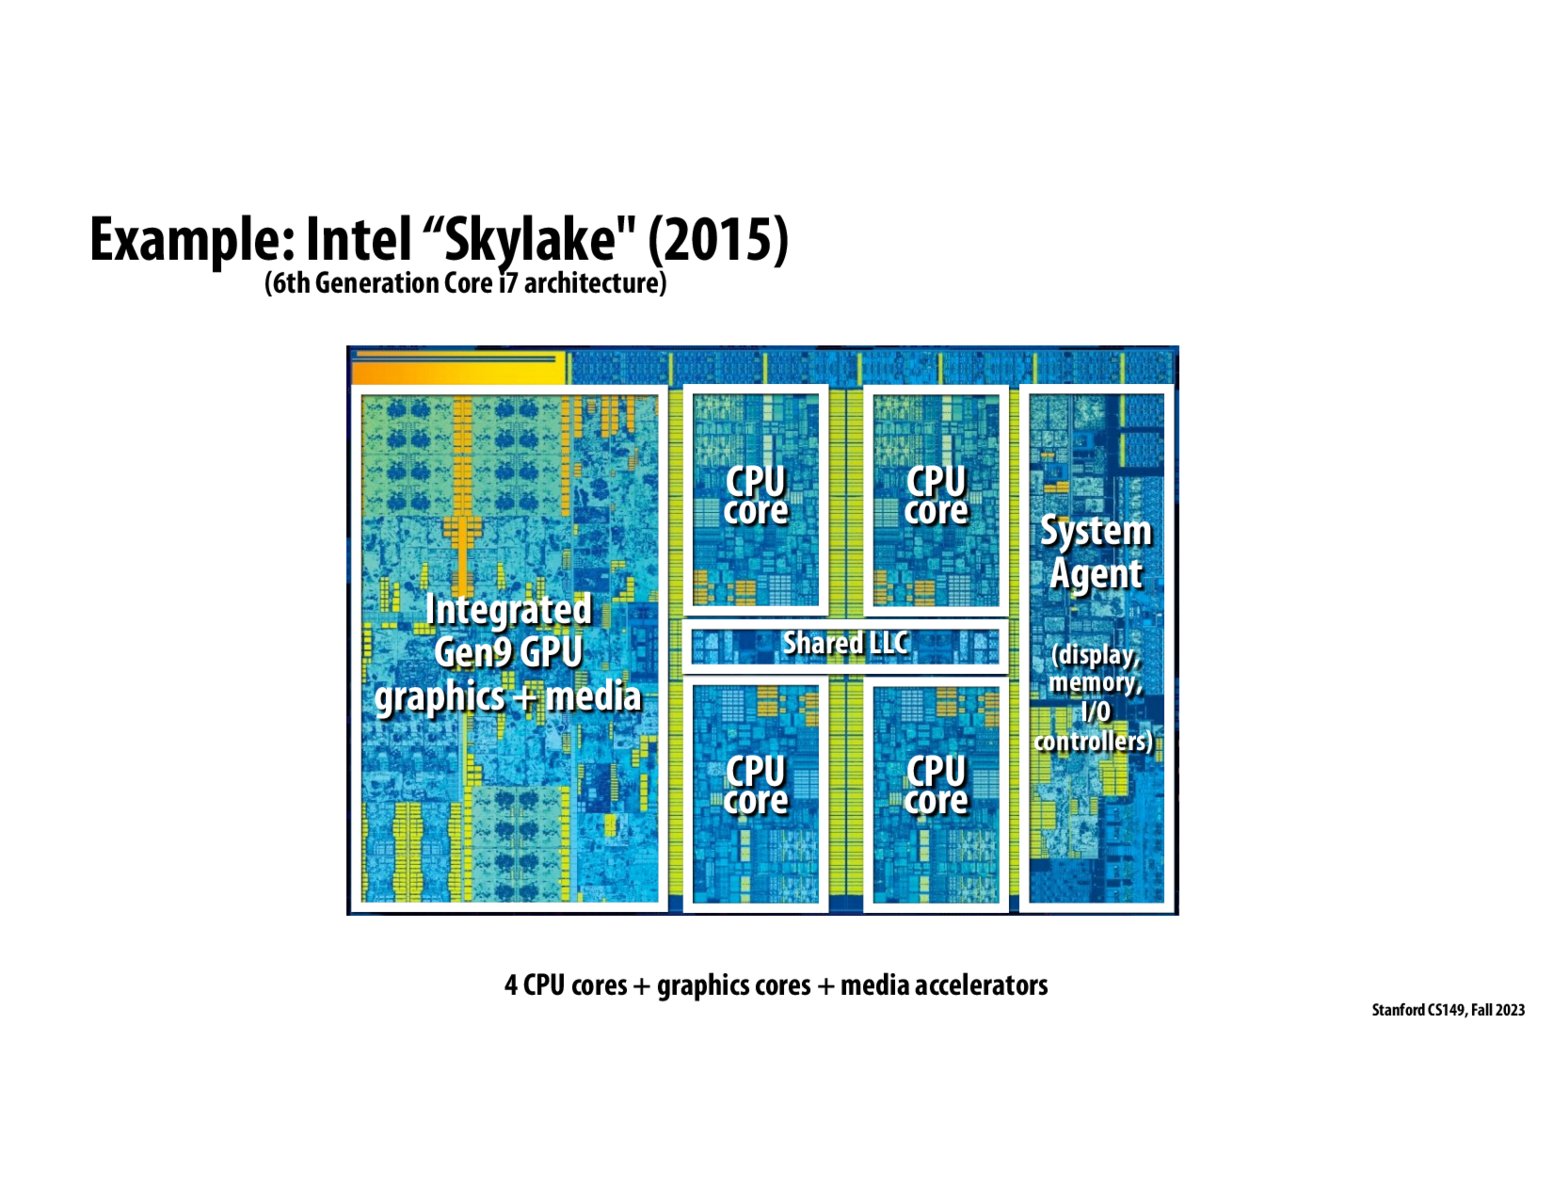 Example: Intel “Skylake" (2015)
(6th Generation Core i7 architecture)
Integrated
Gen9 GPU
graphics + media
CPU
core
CPU
core
Shared LLC
CPU
core
CPU
core
System
Agent
(display,
memory,
I/O
controllers)
4 CPU cores + graphics cores + media accelerators
Stanford CS149, Fall 2023